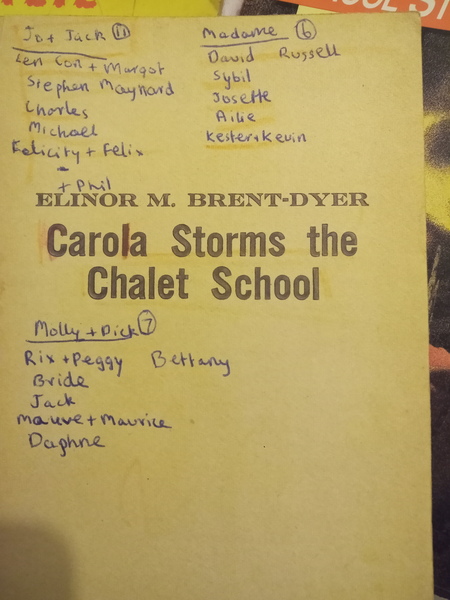 Jo + Jack 11
Len Con + Margot
Stephen Maynard
Charles
Michael
Felicity + Felix
+ Phil
Madame 6
David Russell
Sybil
Josette
Ailie
Kester + Kevin
ELINOR M. BRENT-DYER
Carola Storms the
Chalet School
Molly + Dick 7
Rix + Peggy Bettany
Bride
Jack
Mauve + Maurice
Daphne